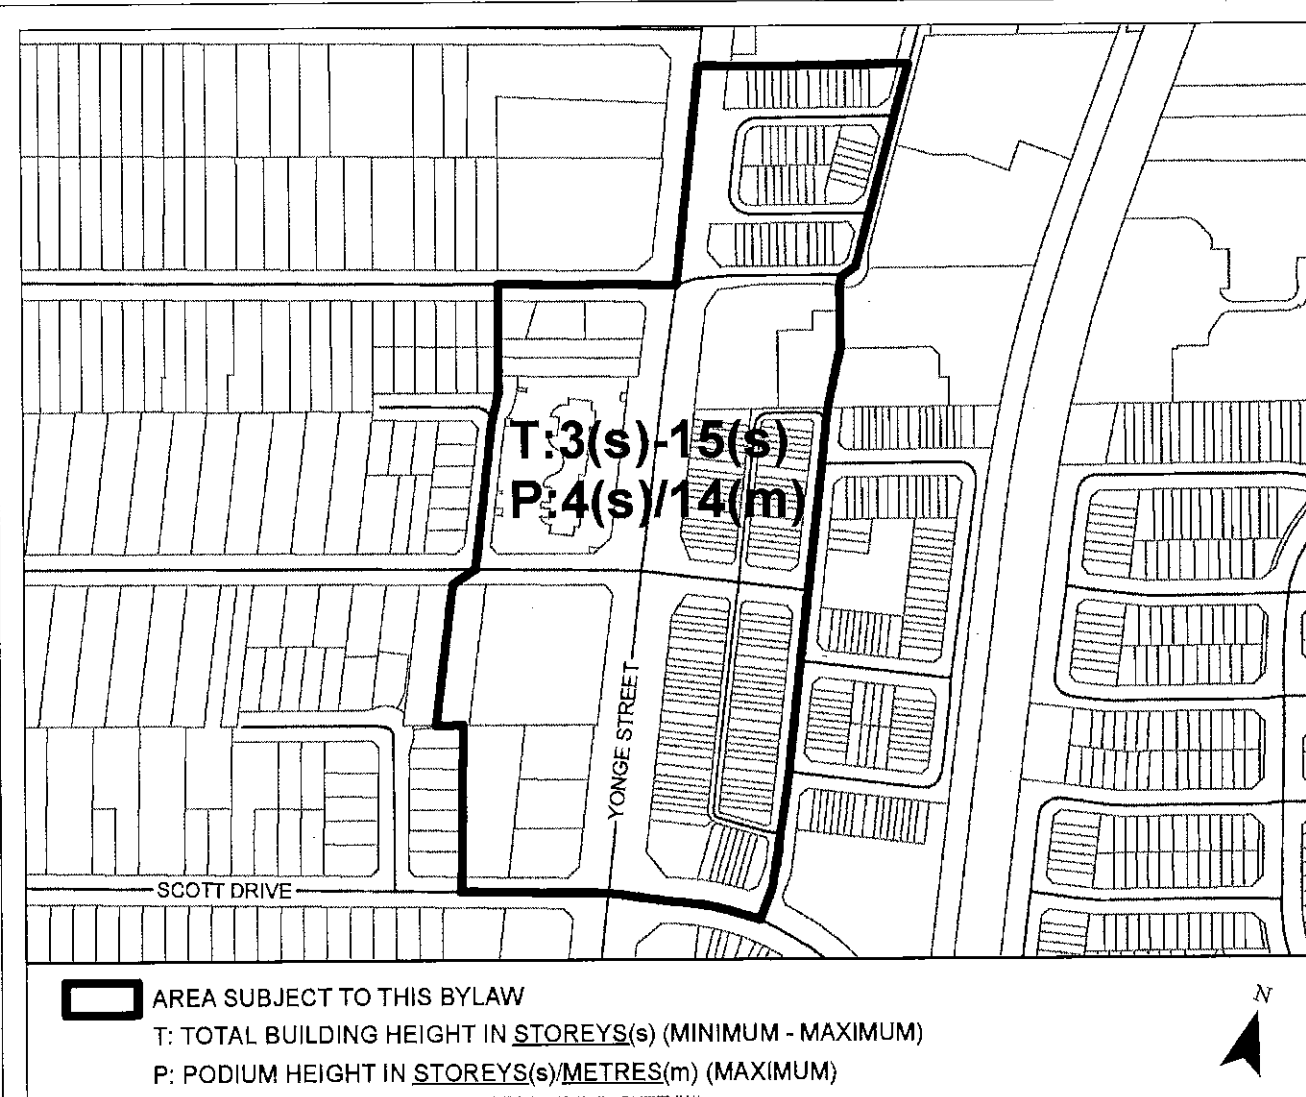 T:3(s)-15(s)
P:4(s)/14(m)
YONGE STREET
SCOTT DRIVE
AREA SUBJECT TO THIS BYLAW
N
T: TOTAL BUILDING HEIGHT IN STOREYS(s) (MINIMUM - MAXIMUM)
P: PODIUM HEIGHT IN STOREYS(s)/METRES(m) (MAXIMUM)